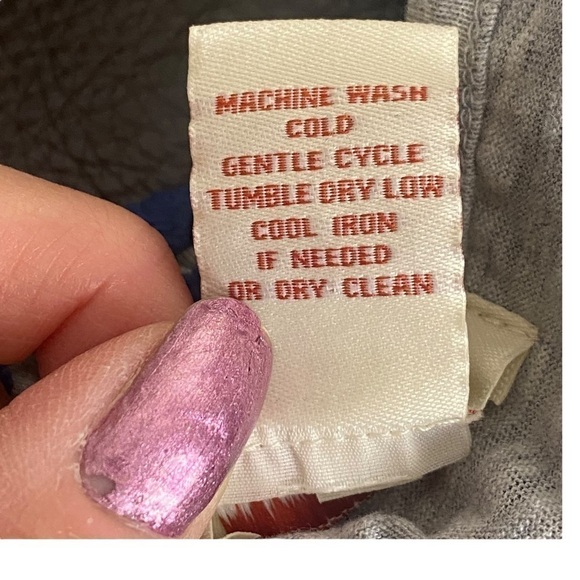 MACHINE WASH
COLD
GENTLE CYCLE
TUMBLE DRY LOW
COOL IRON
IF NEEDED
OR DRY CLEAN